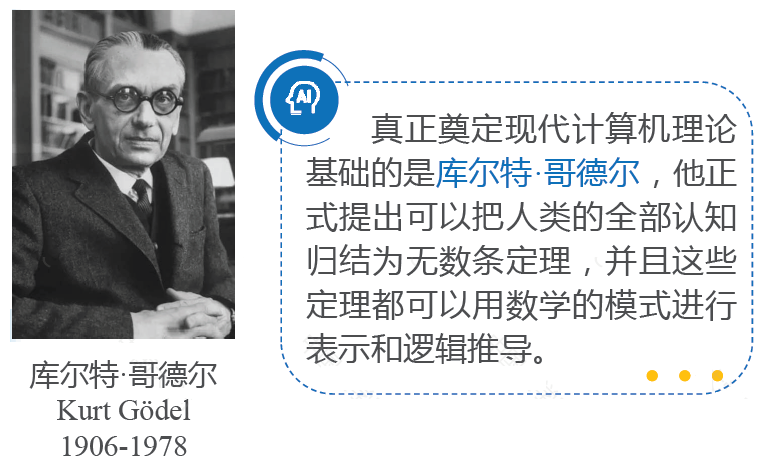 AI
真正奠定现代计算机理论
基础的是库尔特·哥德尔，他正
式提出可以把人类的全部认知
归结为无数条定理，并且这些
定理都可以用数学的模式进行
表示和逻辑推导。
库尔特·哥德尔
Kurt Gödel
1906-1978